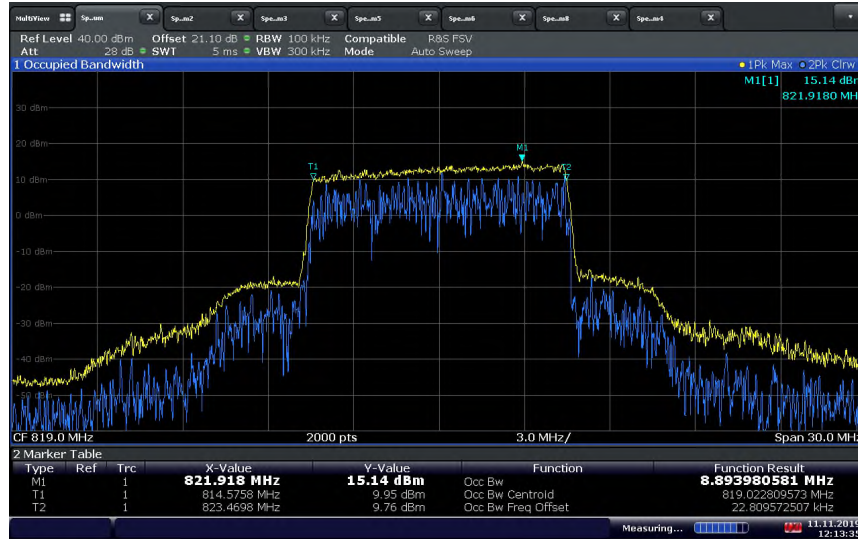 MultiView Sp...um X Sp...m2 X Spe...m3 X Spe...m5 X Spe...m6 X Spe...m8 X Spe...m4 X
Ref Level 40.00 dBm Offset 21.10 dB RBW 100 kHz Compatible R&S FSV
Att 28 dB SWT 5 ms VBW 300 kHz Mode Auto Sweep
1 Occupied Bandwidth 1Pk Max 2Pk Clrw
M1[1] 15.14 dBm
821.9180 MH
30 dBm
20 dBm
M1
T1 T2
10 dBm
0 dBm
-10 dBm
-20 dBm
-30 dBm
-40 dBm
-50 dBm
CF 819.0 MHz 2000 pts 3.0 MHz/ Span 30.0 MHz
2 Marker Table
Type Ref Trc X-Value Y-Value Function Function Result
M1 1 821.918 MHz 15.14 dBm Occ Bw 8.893980581 MHz
T1 1 814.5758 MHz 9.95 dBm Occ Bw Centroid 819.022809573 MHz
T2 1 823.4698 MHz 9.76 dBm Occ Bw Freq Offset 22.809572507 kHz
Measuring... 11.11.2019
12:13:35